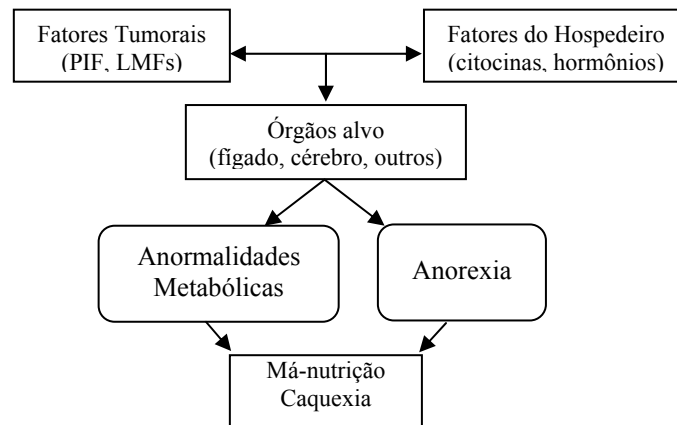 Fatores Tumorais
(PIF, LMFs)
Fatores do Hospedeiro
(citocinas, hormônios)
Órgãos alvo
(fígado, cérebro, outros)
Anormalidades
Metabólicas
Anorexia
Má-nutrição
Caquexia